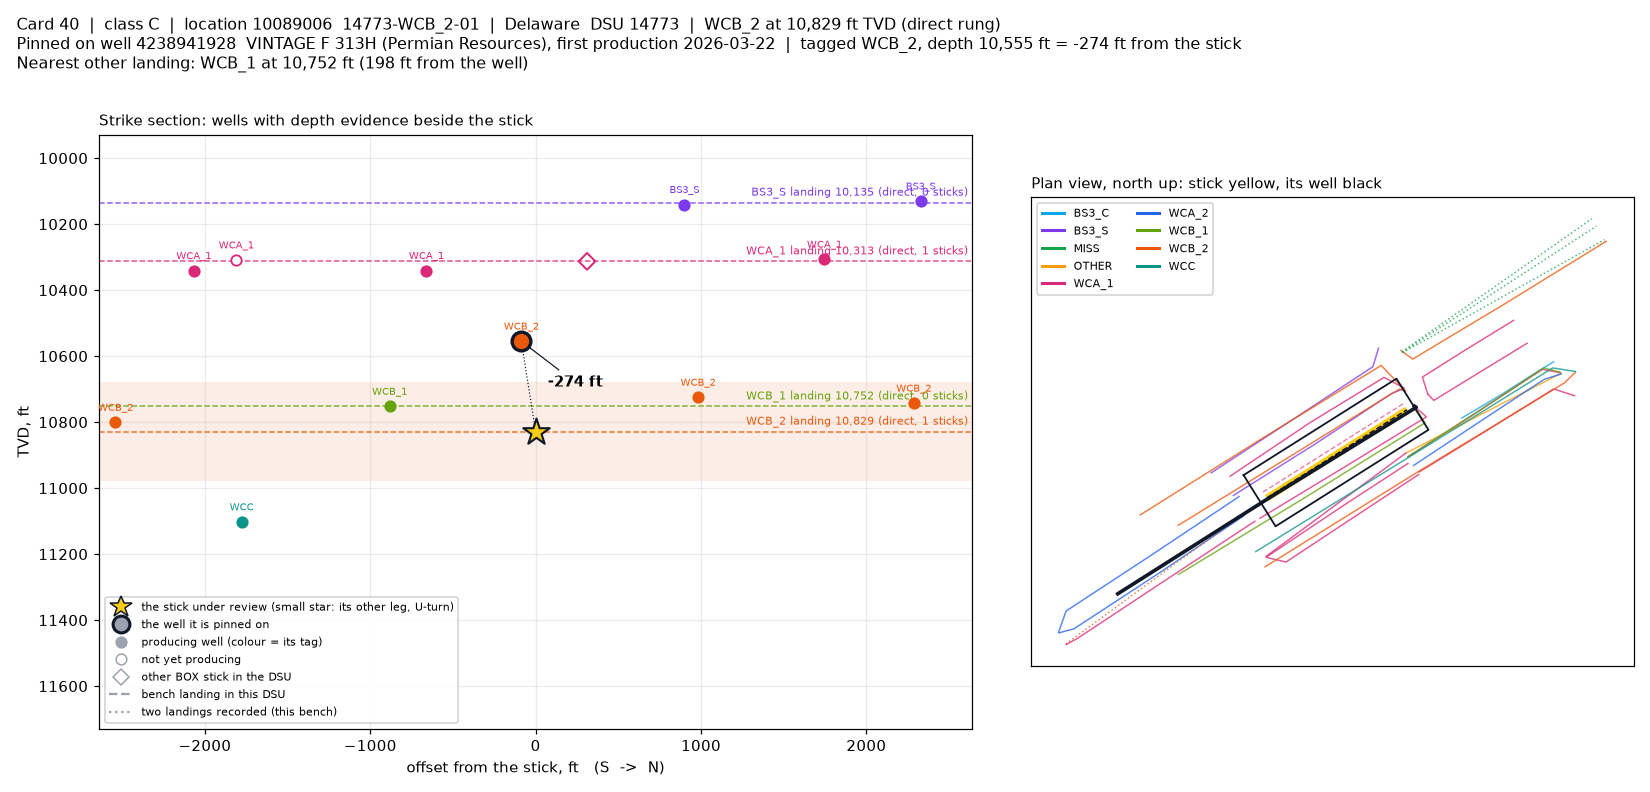 Card 40 | class C | location 10089006 14773-WCB_2-01 | Delaware DSU 14773 | WCB_2 at 10,829 ft TVD (direct rung)
Pinned on well 4238941928 VINTAGE F 313H (Permian Resources), first production 2026-03-22 | tagged WCB_2, depth 10,555 ft = -274 ft from the stick
Nearest other landing: WCB_1 at 10,752 ft (198 ft from the well)
Strike section: wells with depth evidence beside the stick
TVD, ft
10000
10200
10400
10600
10800
11000
11200
11400
11600
BS3_S
BS3_S
BS3_S landing 10,135 (direct, 0 sticks)
WCA_1
WCA_1
WCA_1
WCA_1
WCA_1 landing 10,313 (direct, 1 sticks)
WCB_2
-274 ft
WCB_1
WCB_2
WCB_2
WCB_1 landing 10,752 (direct, 0 sticks)
WCB_2
WCB_2 landing 10,829 (direct, 1 sticks)
WCC
the stick under review (small star: its other leg, U-turn)
the well it is pinned on
producing well (colour = its tag)
not yet producing
other BOX stick in the DSU
bench landing in this DSU
two landings recorded (this bench)
−2000
−1000
0
1000
2000
offset from the stick, ft (S -> N)
Plan view, north up: stick yellow, its well black
BS3_C
BS3_S
MISS
OTHER
WCA_1
WCA_2
WCB_1
WCB_2
WCC